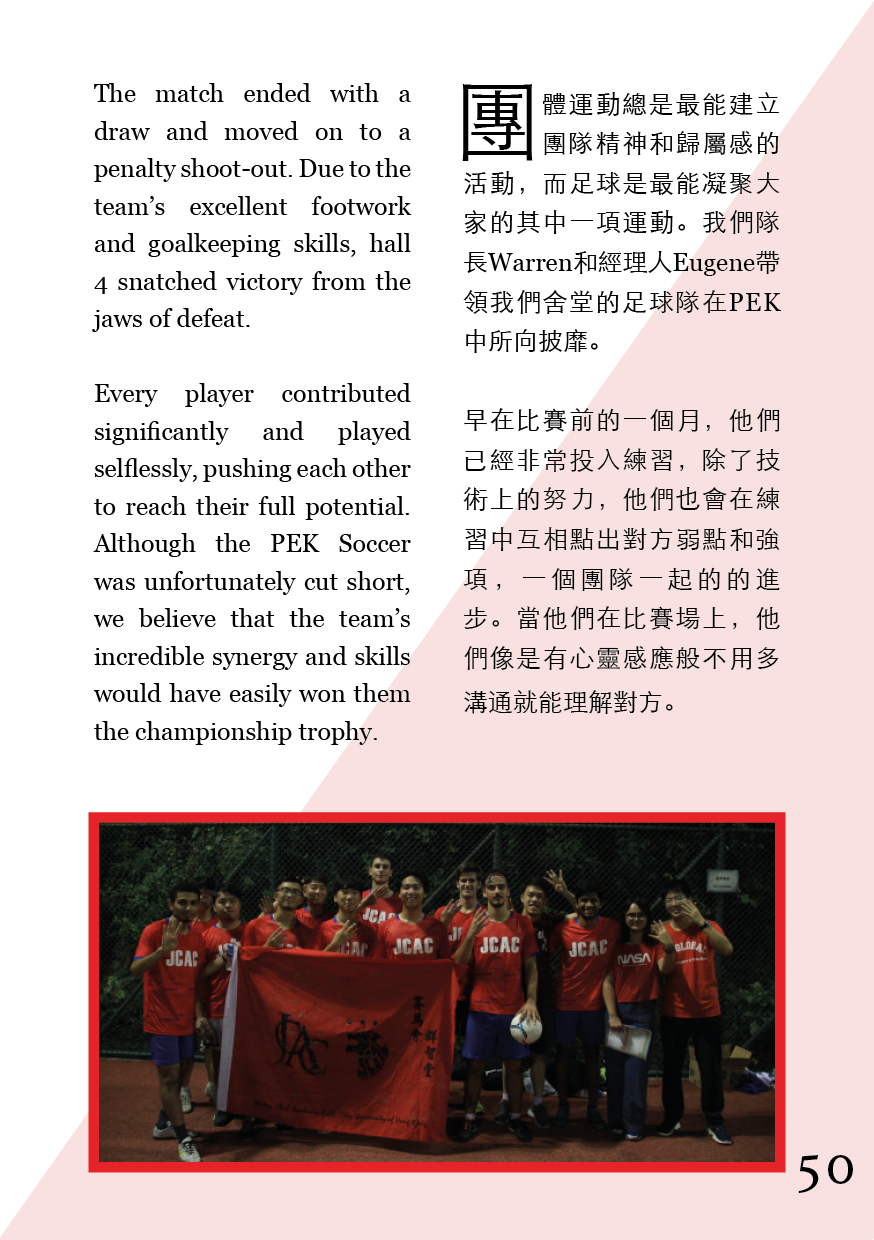 The match ended with a
draw and moved on to a
penalty shoot-out. Due to the
team’s excellent footwork
and goalkeeping skills, hall
4 snatched victory from the
jaws of defeat.
Every player contributed
significantly and played
selflessly, pushing each other
to reach their full potential.
Although the PEK Soccer
was unfortunately cut short,
we believe that the team’s
incredible synergy and skills
would have easily won them
the championship trophy.
團體運動總是最能建立
團隊精神和歸屬感的
活動，而足球是最能凝聚大
家的其中一項運動。我們隊
長Warren和經理人Eugene帶
領我們舍堂的足球隊在PEK
中所向披靡。
早在比賽前的一個月，他們
已經非常投入練習，除了技
術上的努力，他們也會在練
習中互相點出對方弱點和強
項，一個團隊一起的的進
步。當他們在比賽場上，他
們像是有心靈感應般不用多
溝通就能理解對方。
JCAC
JCAC
JCAC
JCAC
JCAC
JCAC
NASA
GLOBAL
賽馬會
群智堂
JCAC
50